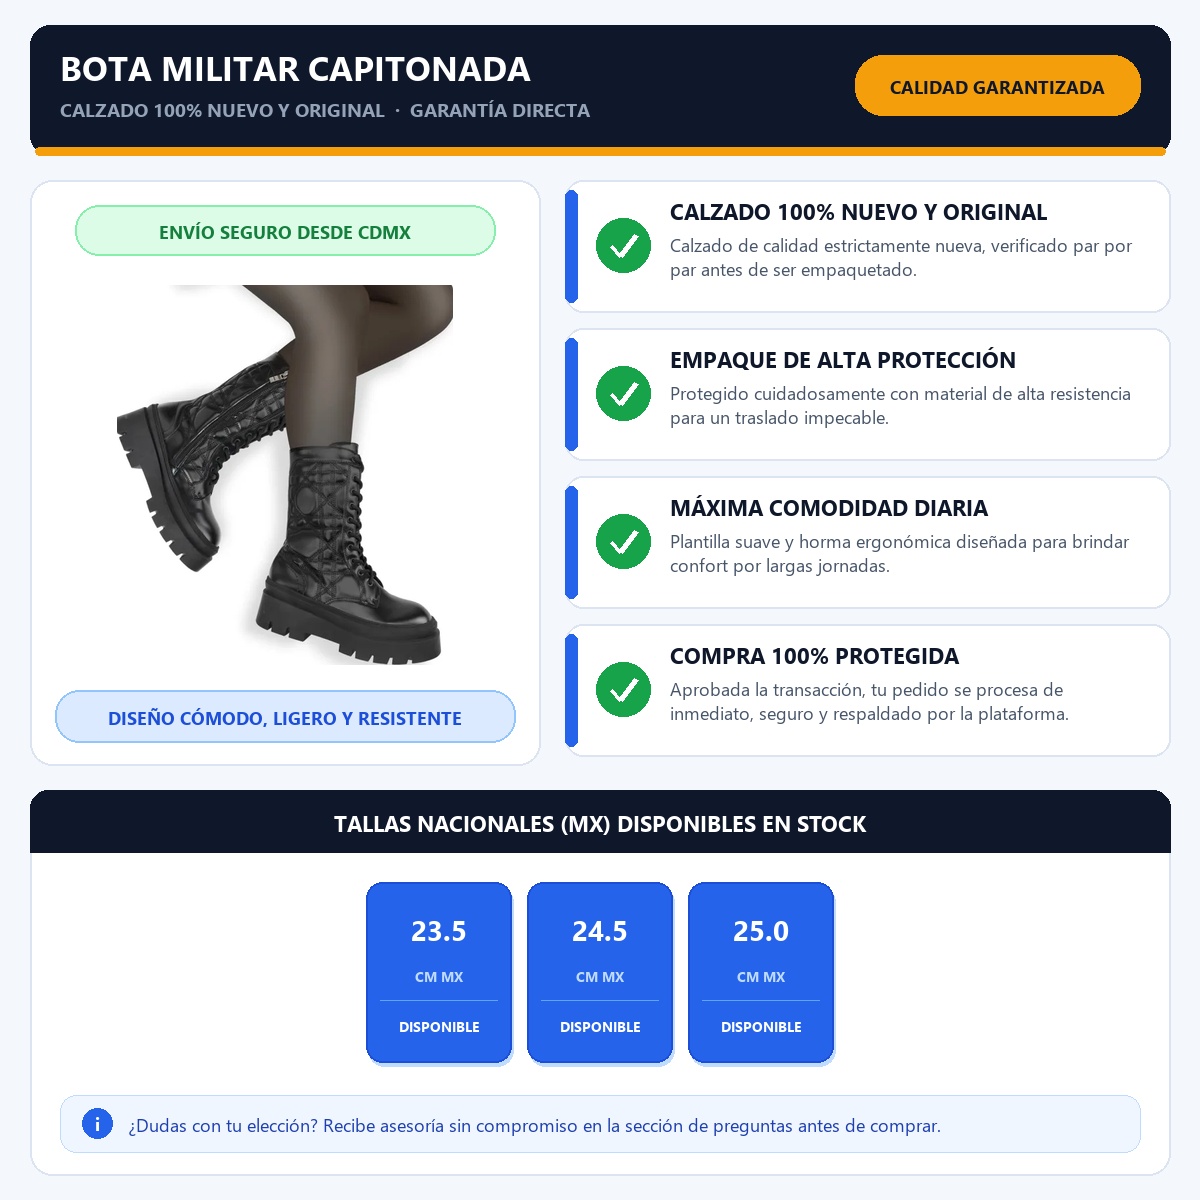 BOTA MILITAR CAPITONADA
CALZADO 100% NUEVO Y ORIGINAL · GARANTÍA DIRECTA
CALIDAD GARANTIZADA
ENVÍO SEGURO DESDE CDMX
DISEÑO CÓMODO, LIGERO Y RESISTENTE
CALZADO 100% NUEVO Y ORIGINAL
Calzado de calidad estrictamente nueva, verificado par por
par antes de ser empaquetado.
EMPAQUE DE ALTA PROTECCIÓN
Protegido cuidadosamente con material de alta resistencia
para un traslado impecable.
MÁXIMA COMODIDAD DIARIA
Plantilla suave y horma ergonómica diseñada para brindar
confort por largas jornadas.
COMPRA 100% PROTEGIDA
Aprobada la transacción, tu pedido se procesa de
inmediato, seguro y respaldado por la plataforma.
TALLAS NACIONALES (MX) DISPONIBLES EN STOCK
23.5
CM MX
DISPONIBLE
24.5
CM MX
DISPONIBLE
25.0
CM MX
DISPONIBLE
¿Dudas con tu elección? Recibe asesoría sin compromiso en la sección de preguntas antes de comprar.